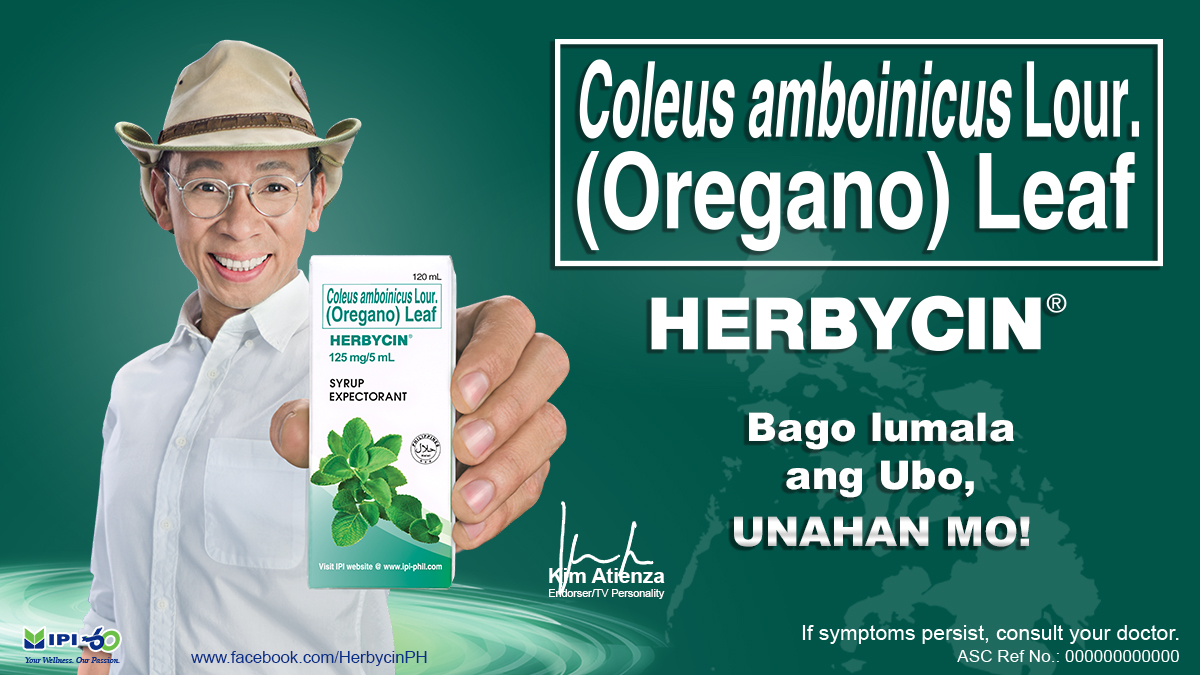 Coleus amboinicus Lour.
(Oregano) Leaf
HERBYCIN®
Bago lumala
ang Ubo,
UNAHAN MO!
120 mL
Coleus amboinicus Lour.
(Oregano) Leaf
HERBYCIN®
125 mg/5 mL
SYRUP
EXPECTORANT
PHILIPPINES
حلال
Visit IPI website @ www.ipi-phil.com
Kim Atienza
Endorser/TV Personality
IPI 60
Your Wellness. Our Passion.
www.facebook.com/HerbycinPH
If symptoms persist, consult your doctor.
ASC Ref No.: 000000000000